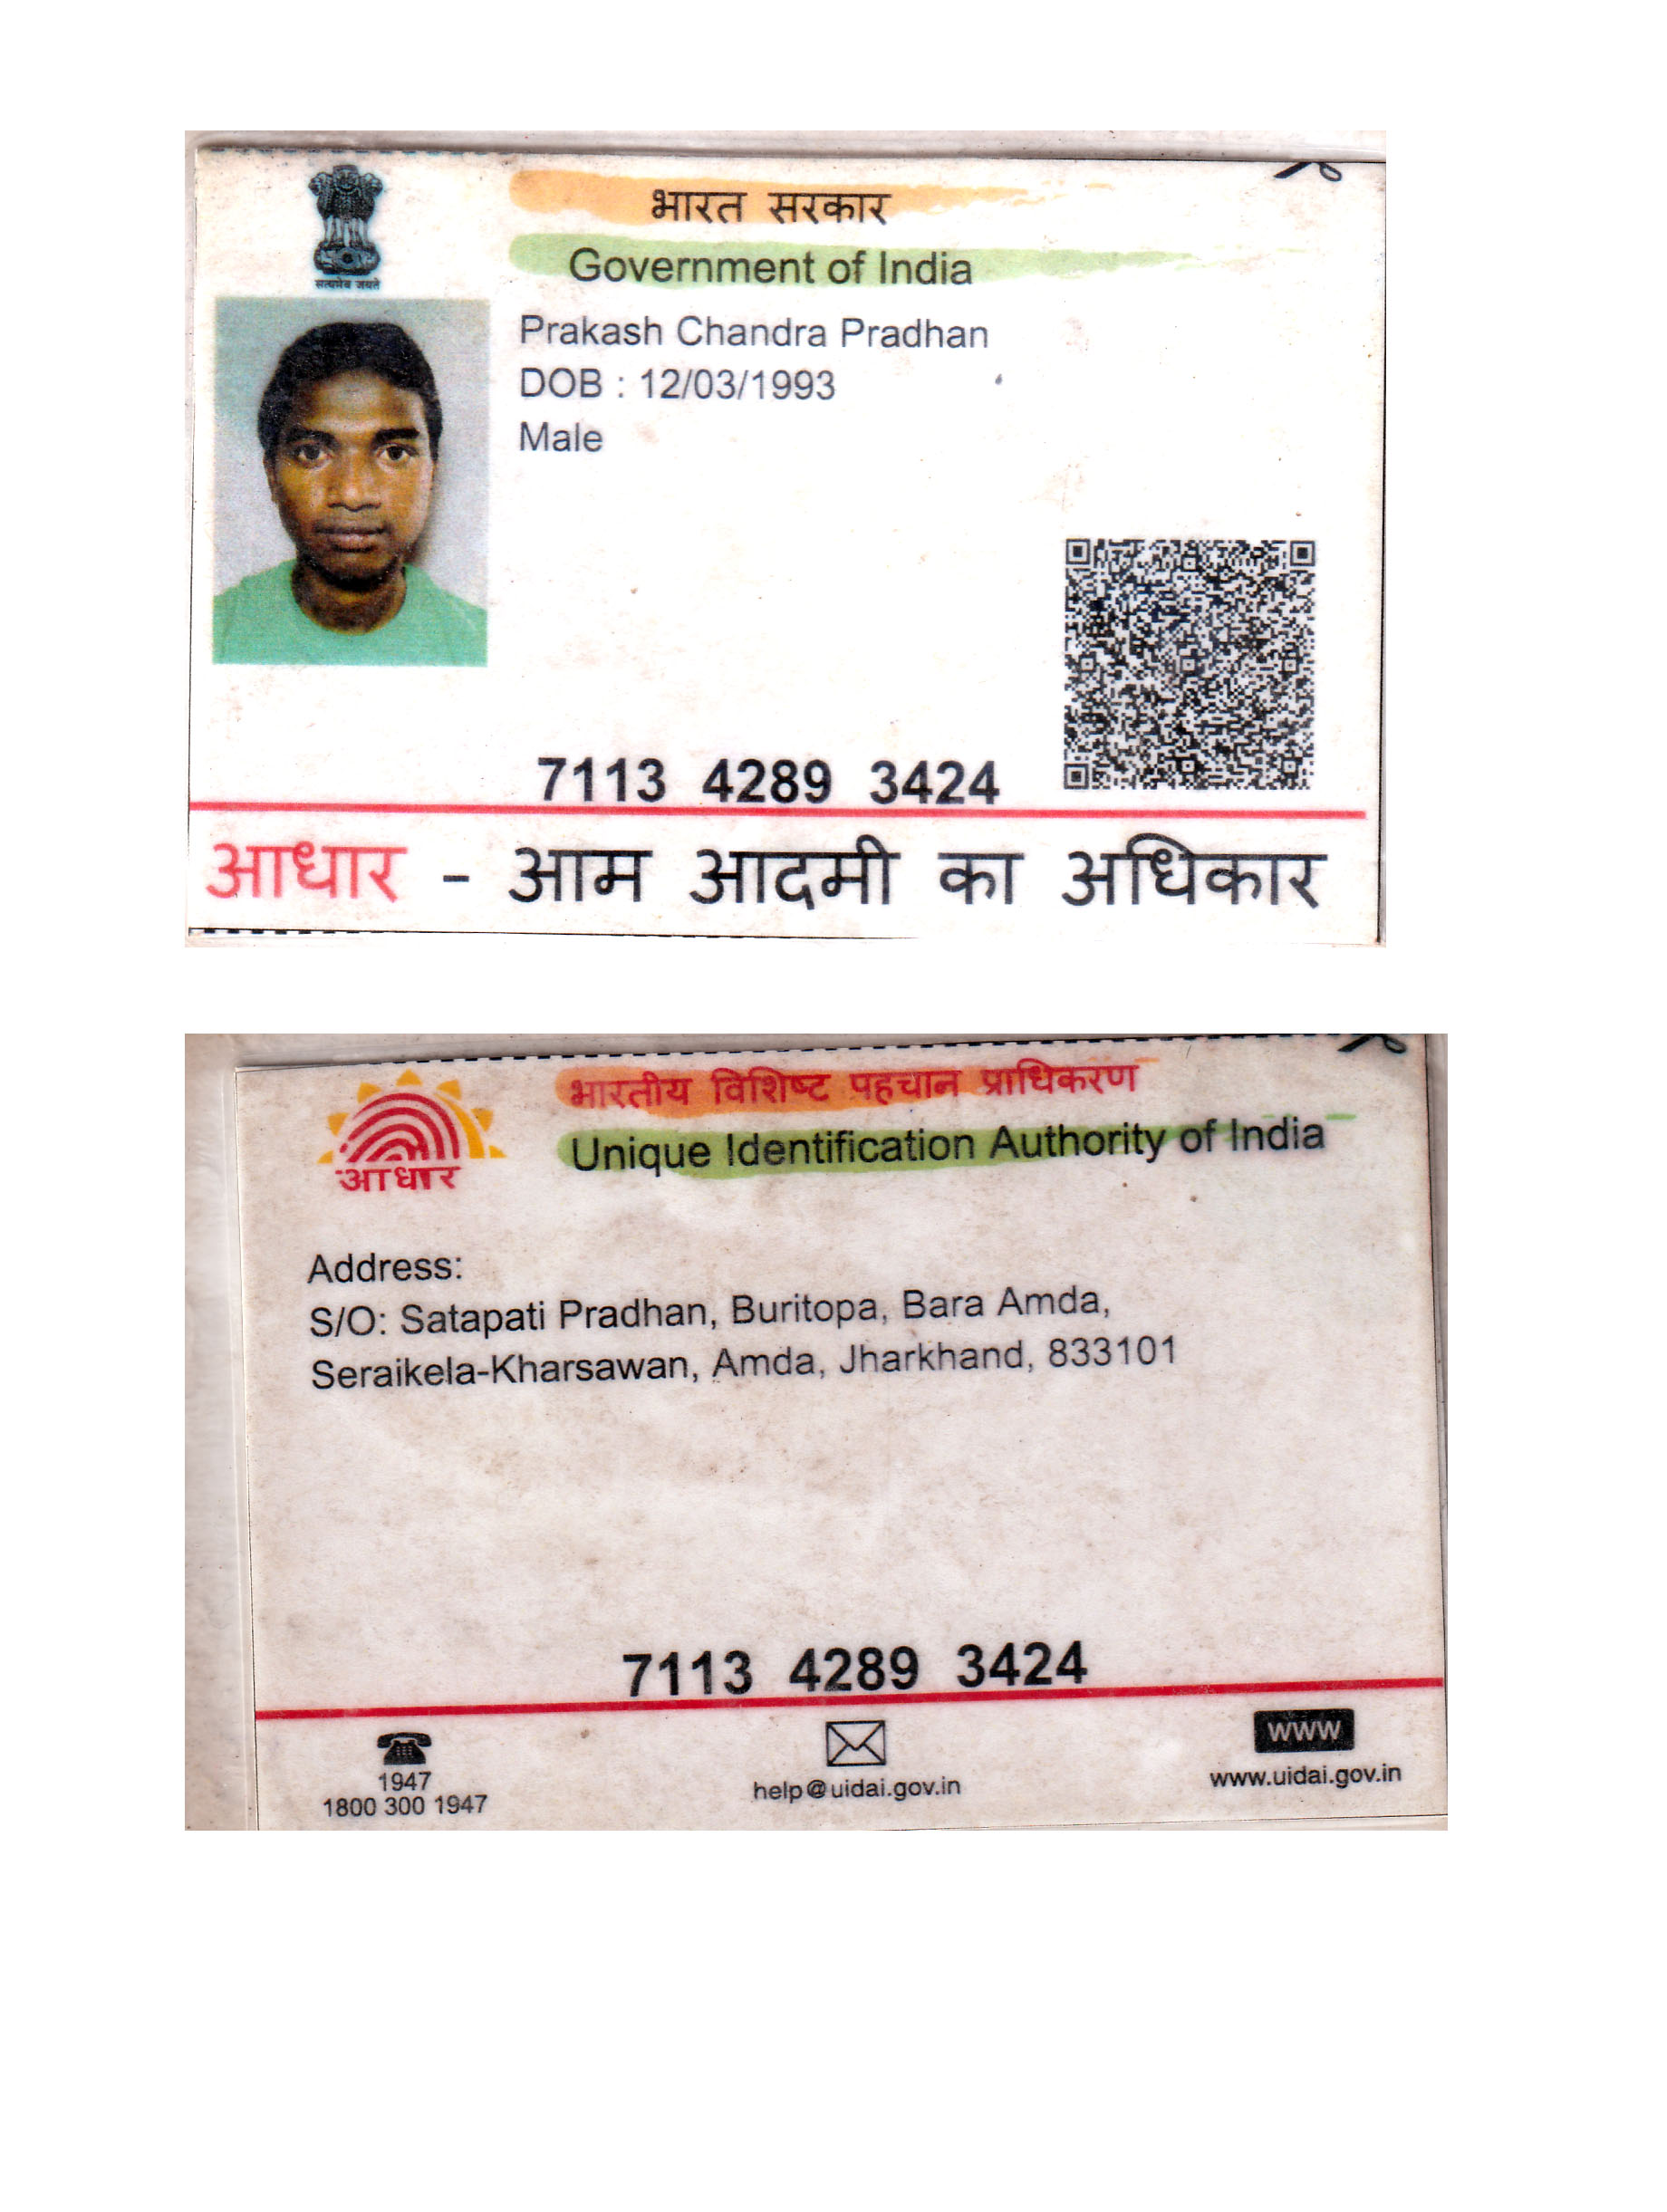 भारत सरकार
Government of India
सत्यमेव जयते
Prakash Chandra Pradhan
DOB : 12/03/1993
Male
7113 4289 3424
आधार - आम आदमी का अधिकार
भारतीय विशिष्ट पहचान प्राधिकरण
Unique Identification Authority of India
आधार
Address:
S/O: Satapati Pradhan, Buritopa, Bara Amda,
Seraikela-Kharsawan, Amda, Jharkhand, 833101
7113 4289 3424
1947
1800 300 1947
help@uidai.gov.in
WWW
www.uidai.gov.in